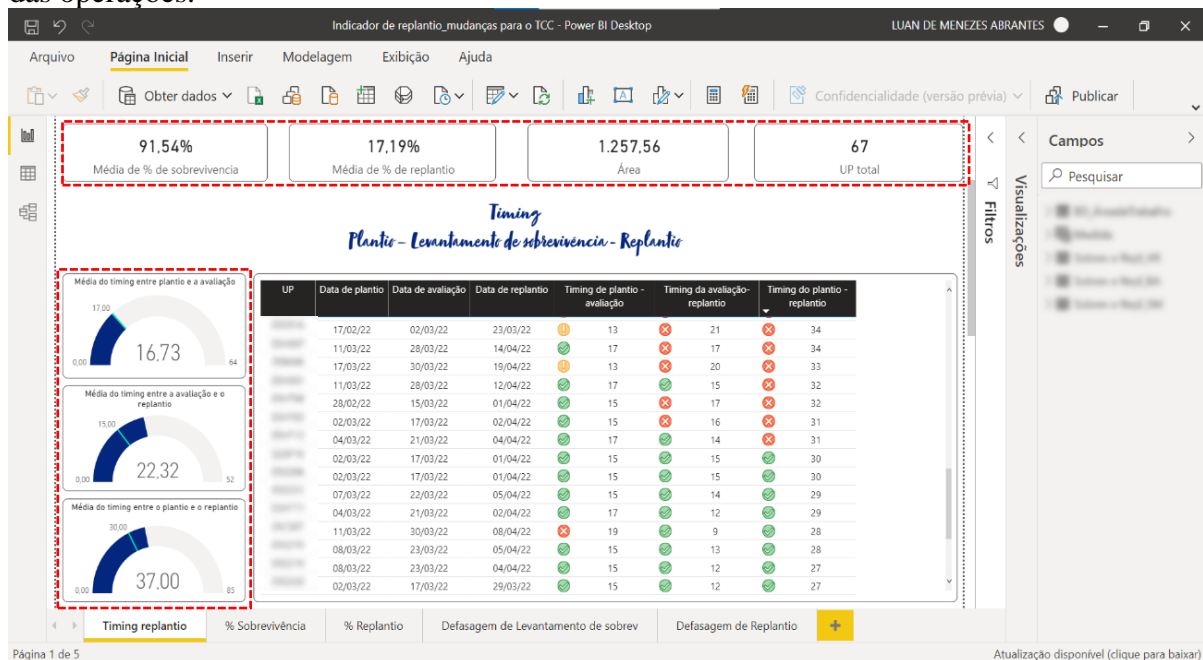 das operações.
Indicador de replantio_mudanças para o TCC - Power BI Desktop
LUAN DE MENEZES ABRANTES
Arquivo Página Inicial Inserir Modelagem Exibição Ajuda
Obter dados Confidencialidade (versão prévia) Publicar
91,54%
Média de % de sobrevivencia
17,19%
Média de % de replantio
1.257,56
Área
67
UP total
Timing
Plantio - Levantamento de sobrevivência - Replantio
Média do timing entre plantio e a avaliação
17,00
16,73
0,00 64
Média do timing entre a avaliação e o
replantio
15,00
22,32
0,00 52
Média do timing entre o plantio e o replantio
30,00
37,00
0,00 85
UP Data de plantio Data de avaliação Data de replantio Timing de plantio - avaliação Timing da avaliação- replantio Timing do plantio - replantio
17/02/22 02/03/22 23/03/22 13 21 34
11/03/22 28/03/22 14/04/22 17 17 34
17/03/22 30/03/22 19/04/22 13 20 33
11/03/22 28/03/22 12/04/22 17 15 32
28/02/22 15/03/22 01/04/22 15 17 32
02/03/22 17/03/22 02/04/22 15 16 31
04/03/22 21/03/22 04/04/22 17 14 31
02/03/22 17/03/22 01/04/22 15 15 30
02/03/22 17/03/22 01/04/22 15 15 30
07/03/22 22/03/22 05/04/22 15 14 29
04/03/22 21/03/22 02/04/22 17 12 29
11/03/22 30/03/22 08/04/22 19 9 28
08/03/22 23/03/22 05/04/22 15 13 28
08/03/22 23/03/22 04/04/22 15 12 27
02/03/22 17/03/22 29/03/22 15 12 27
Filtros
Visualizações
Campos
Pesquisar
Timing replantio % Sobrevivência % Replantio Defasagem de Levantamento de sobrev Defasagem de Replantio
Página 1 de 5
Atualização disponível (clique para baixar)